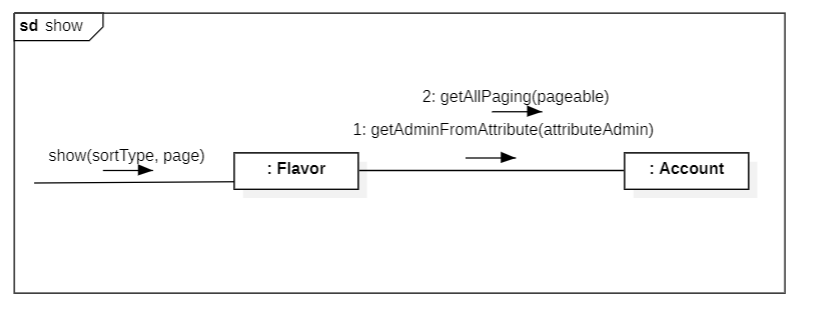 sd show
2: getAllPaging(pageable)
1: getAdminFromAttribute(attributeAdmin)
show(sortType, page)
: Flavor
: Account